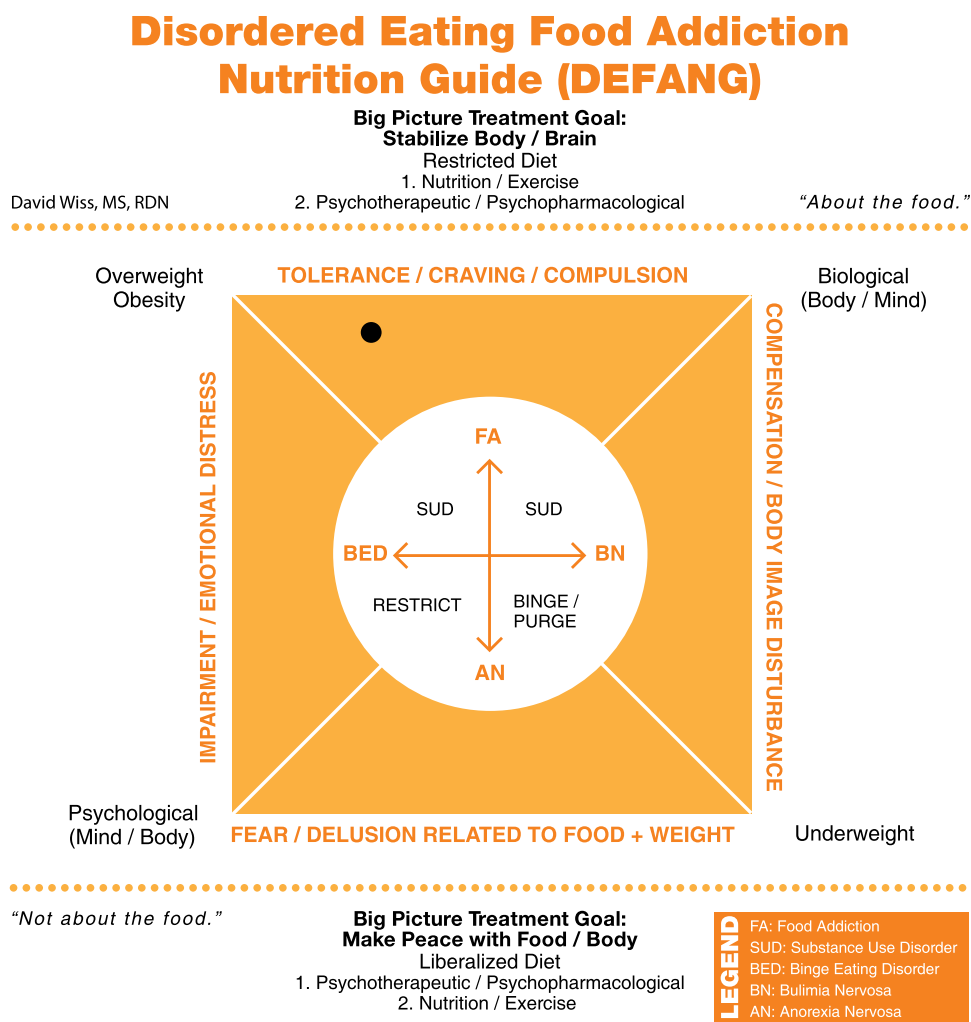 Disordered Eating Food Addiction
Nutrition Guide (DEFANG)
Big Picture Treatment Goal:
Stabilize Body / Brain
Restricted Diet
1. Nutrition / Exercise
2. Psychotherapeutic / Psychopharmacological
David Wiss, MS, RDN
“About the food.”
Overweight
Obesity
TOLERANCE / CRAVING / COMPULSION
Biological
(Body / Mind)
IMPAIRMENT / EMOTIONAL DISTRESS
COMPENSATION / BODY IMAGE DISTURBANCE
FA
SUD
SUD
BED
BN
RESTRICT
BINGE /
PURGE
AN
Psychological
(Mind / Body)
FEAR / DELUSION RELATED TO FOOD + WEIGHT
Underweight
“Not about the food.”
Big Picture Treatment Goal:
Make Peace with Food / Body
Liberalized Diet
1. Psychotherapeutic / Psychopharmacological
2. Nutrition / Exercise
LEGEND
FA: Food Addiction
SUD: Substance Use Disorder
BED: Binge Eating Disorder
BN: Bulimia Nervosa
AN: Anorexia Nervosa